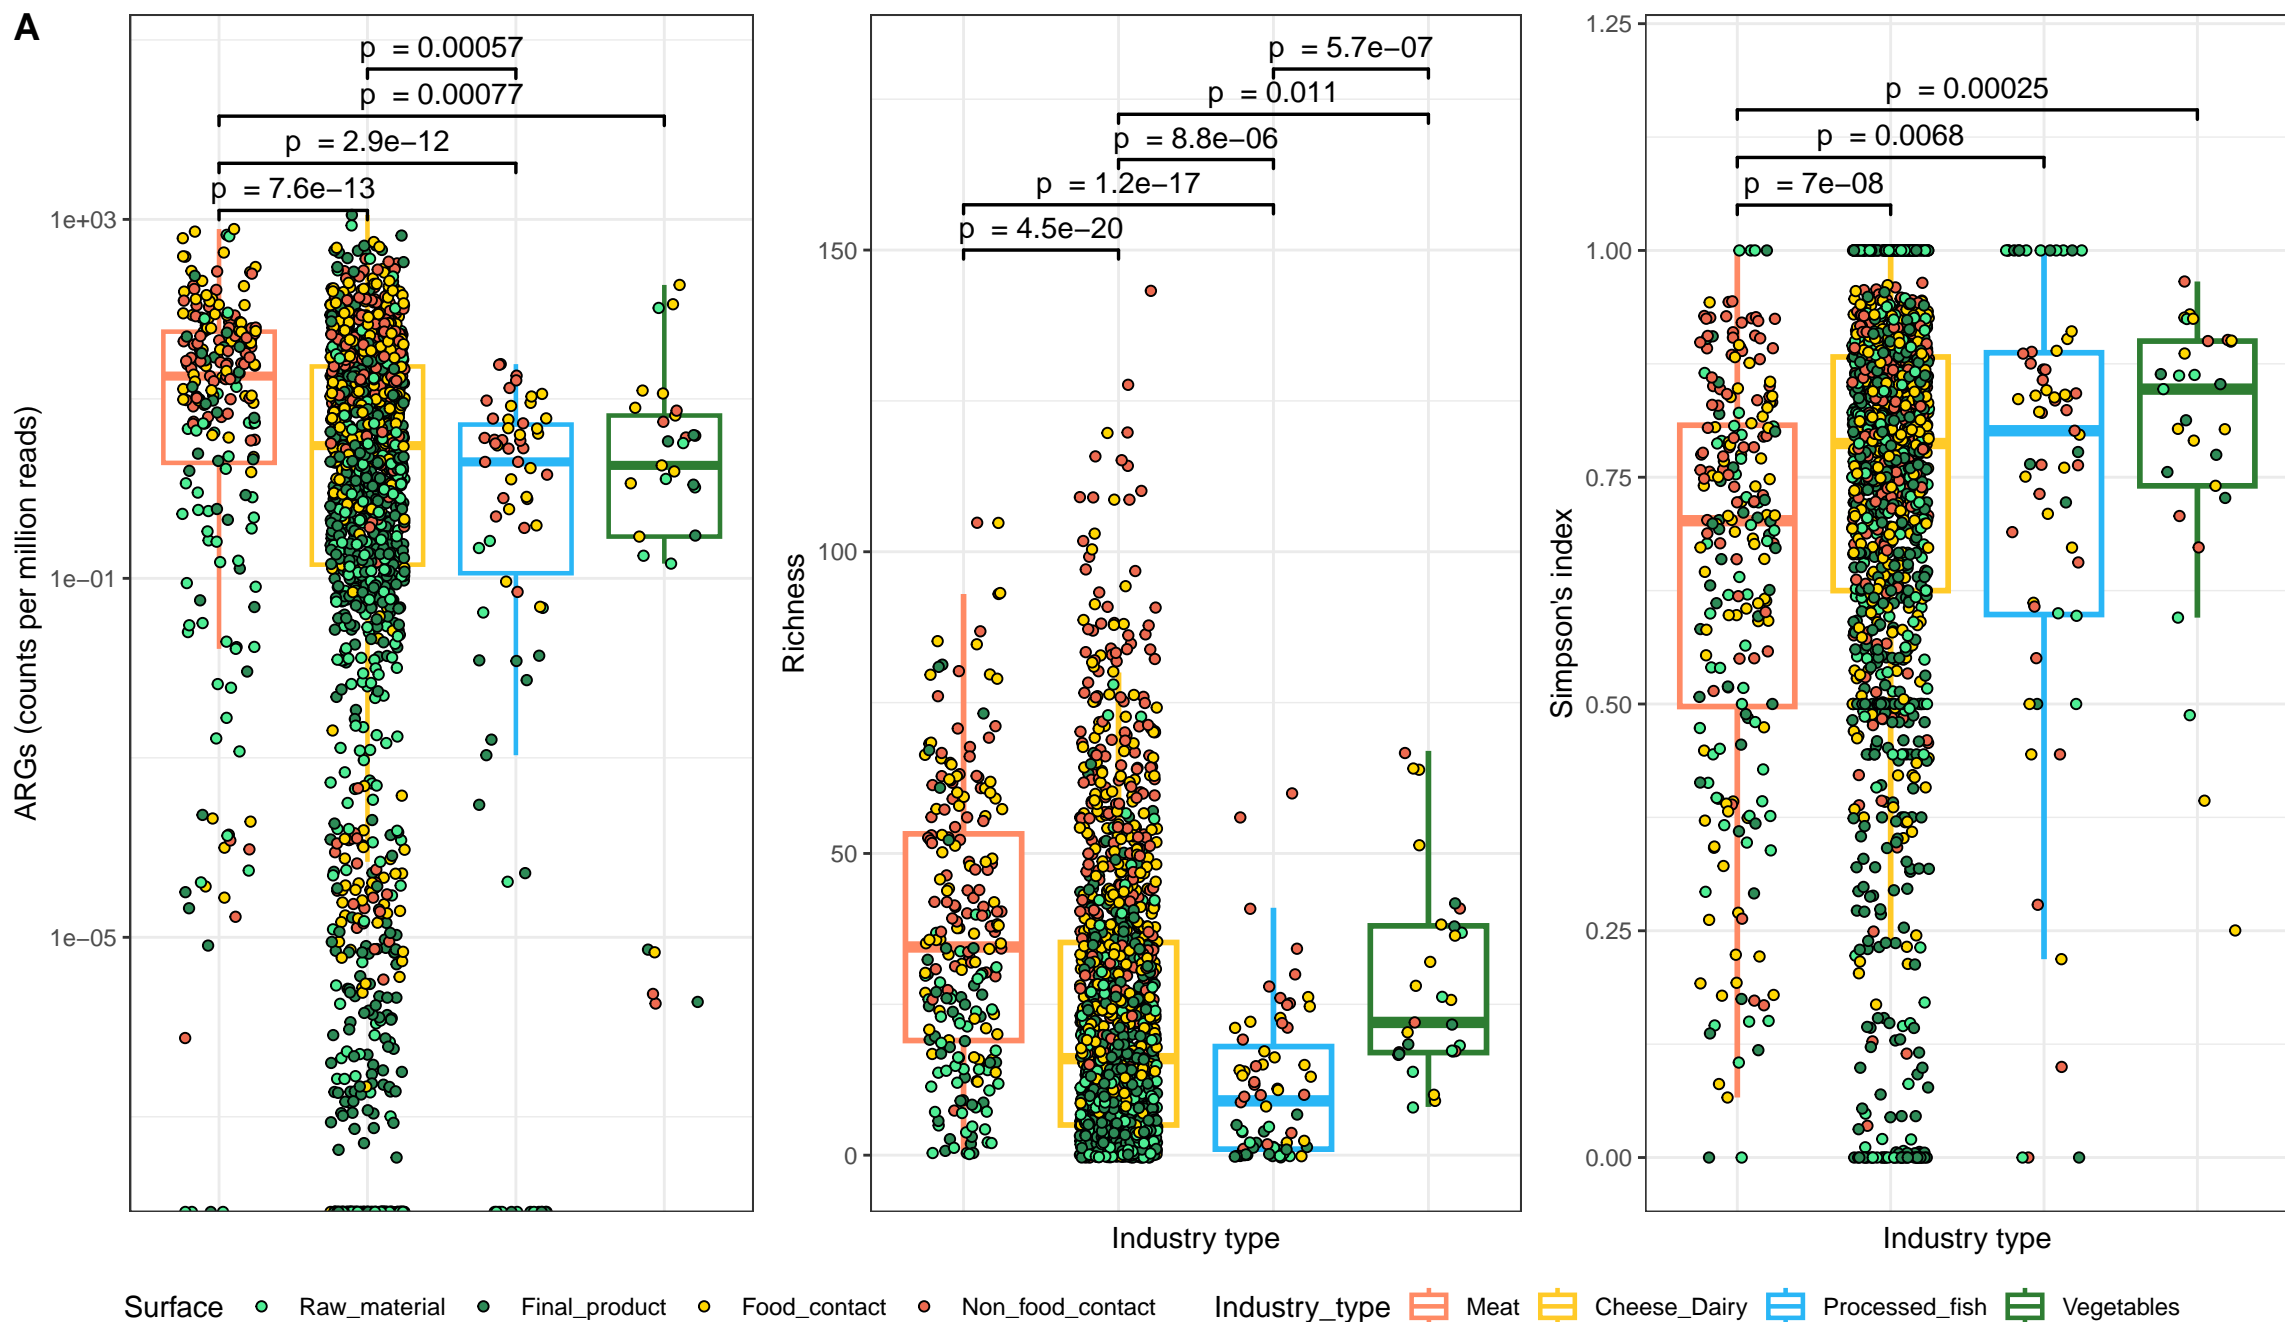 A
p = 0.00057
p = 0.00077
p = 2.9e−12
p = 7.6e−13
1e+03
1e−01
1e−05
ARGs (counts per million reads)
p = 5.7e−07
p = 0.011
p = 8.8e−06
p = 1.2e−17
p = 4.5e−20
150
100
50
0
Richness
Industry type
p = 0.00025
p = 0.0068
p = 7e−08
1.25
1.00
0.75
0.50
0.25
0.00
Simpson's index
Industry type
Surface Raw_material Final_product Food_contact Non_food_contact Industry_type Meat Cheese_Dairy Processed_fish Vegetables